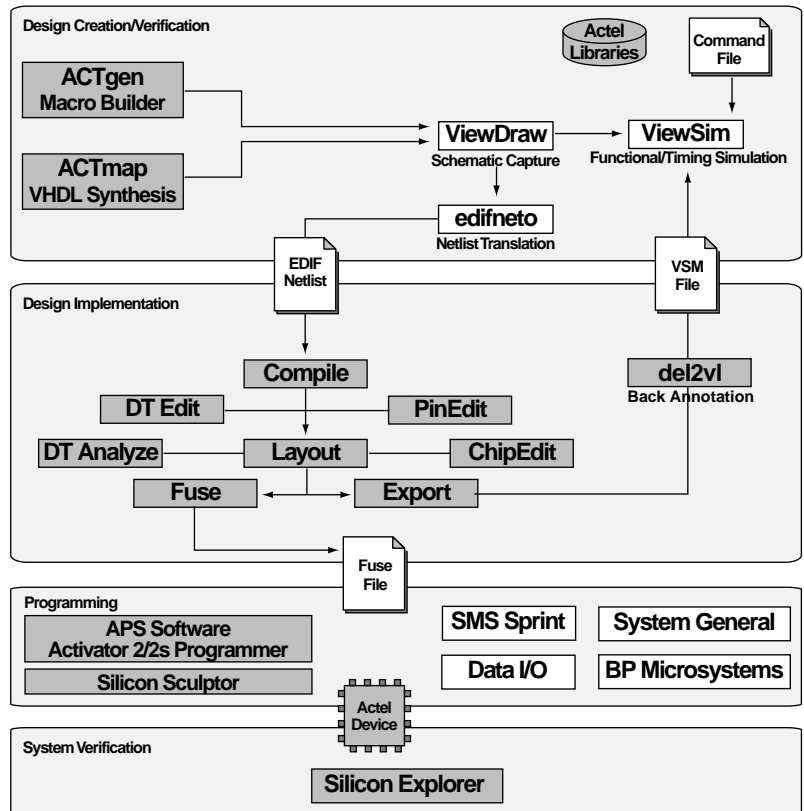 Design Creation/Verification
Actel
Libraries
Command
File
ACTgen
Macro Builder
ViewDraw
Schematic Capture
ViewSim
Functional/Timing Simulation
ACTmap
VHDL Synthesis
edifneto
Netlist Translation
EDIF
Netlist
VSM
File
Design Implementation
Compile
del2vl
Back Annotation
DT Edit
PinEdit
DT Analyze
Layout
ChipEdit
Fuse
Export
Fuse
File
Programming
APS Software
Activator 2/2s Programmer
SMS Sprint
System General
Silicon Sculptor
Data I/O
BP Microsystems
Actel
Device
System Verification
Silicon Explorer